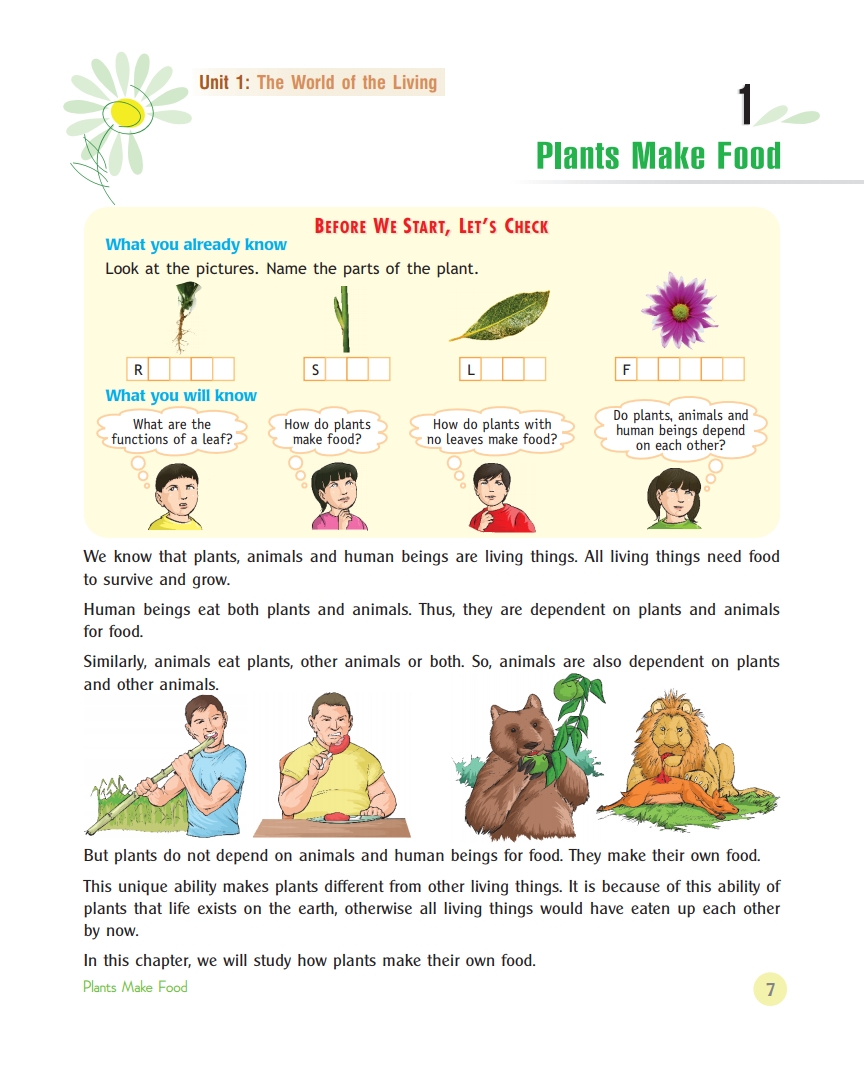 Unit 1: The World of the Living
1
Plants Make Food
BEFORE WE START, LET'S CHECK
What you already know
Look at the pictures. Name the parts of the plant.
R S L F
What you will know
What are the
functions of a leaf?
How do plants
make food?
How do plants with
no leaves make food?
Do plants, animals and
human beings depend
on each other?
We know that plants, animals and human beings are living things. All living things need food
to survive and grow.
Human beings eat both plants and animals. Thus, they are dependent on plants and animals
for food.
Similarly, animals eat plants, other animals or both. So, animals are also dependent on plants
and other animals.
But plants do not depend on animals and human beings for food. They make their own food.
This unique ability makes plants different from other living things. It is because of this ability of
plants that life exists on the earth, otherwise all living things would have eaten up each other
by now.
In this chapter, we will study how plants make their own food.
Plants Make Food
7